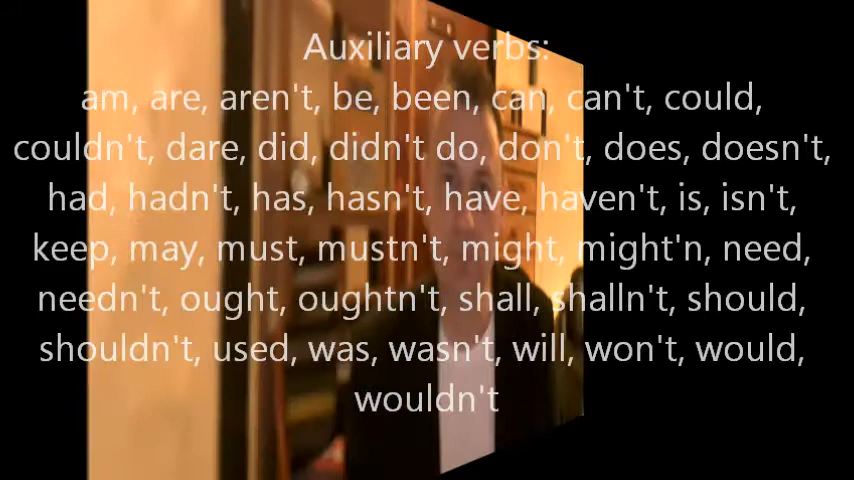 Auxiliary verbs:
am, are, aren't, be, been, can, can't, could,
couldn't, dare, did, didn't do, don't, does, doesn't,
had, hadn't, has, hasn't, have, haven't, is, isn't,
keep, may, must, mustn't, might, might'n, need,
needn't, ought, oughtn't, shall, shalln't, should,
shouldn't, used, was, wasn't, will, won't, would,
wouldn't